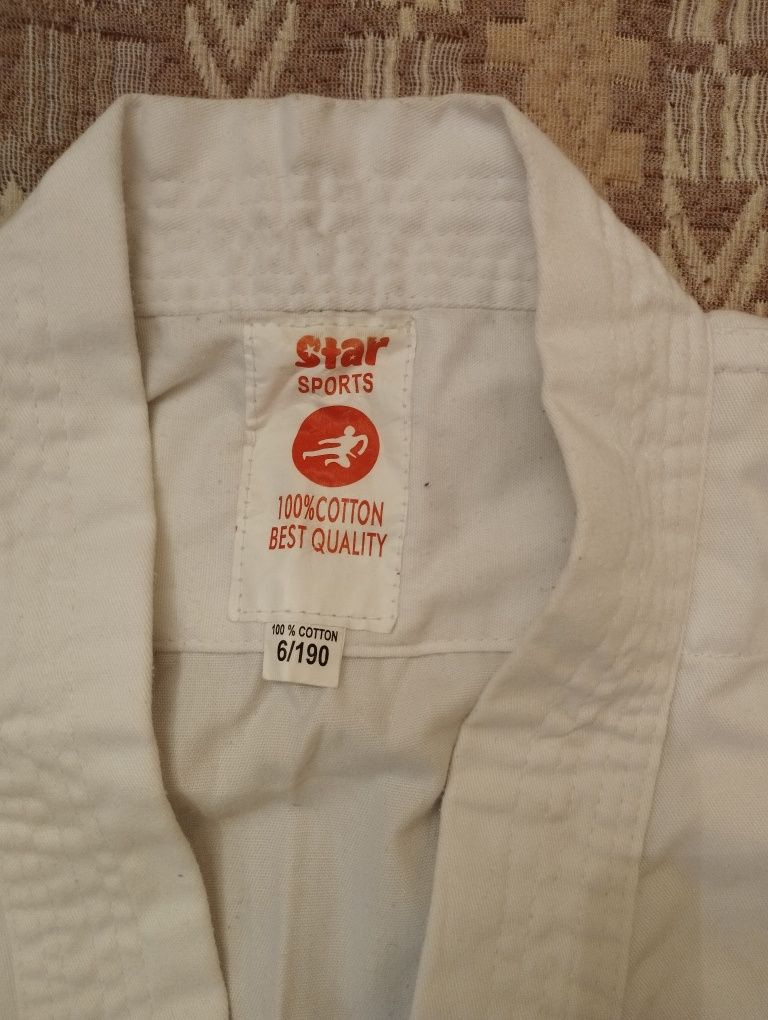 Star
SPORTS
100%COTTON
BEST QUALITY
100 % COTTON
6/190